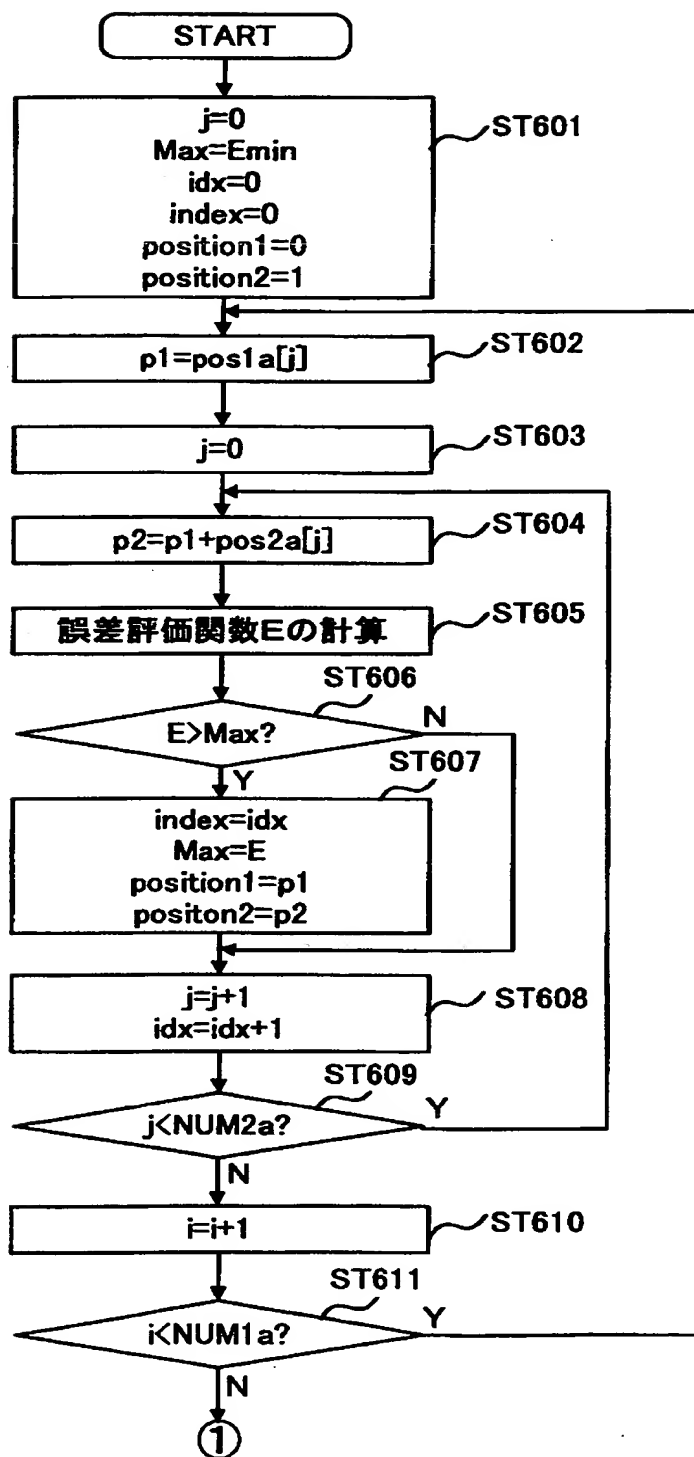 START
j=0
Max=Emin
idx=0
index=0
position1=0
position2=1
ST601
p1=pos1a[j]
ST602
j=0
ST603
p2=p1+pos2a[j]
ST604
誤差評価関数Eの計算
ST605
ST606
E>Max?
N
Y
ST607
index=idx
Max=E
position1=p1
positon2=p2
j=j+1
idx=idx+1
ST608
ST609
j<NUM2a?
Y
N
i=i+1
ST610
ST611
i<NUM1a?
Y
N
①